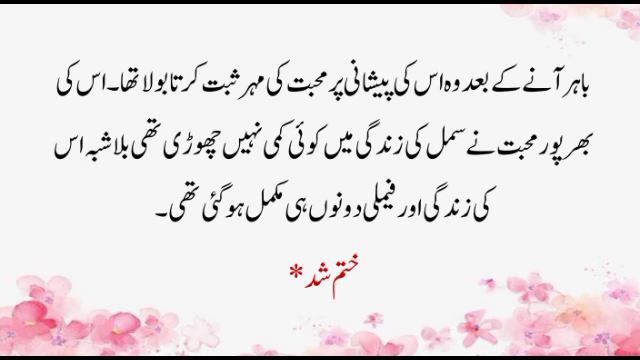 باہر آنے کے بعد وہ اس کی پیشانی پر محبت کی مہر ثبت کرتا بولا تھا۔ اس کی
بھرپور محبت نے سمل کی زندگی میں کوئی کمی نہیں چھوڑی تھی بلاشبہ اس
کی زندگی اور فیملی دونوں ہی مکمل ہو گئی تھی۔
ختم شد*